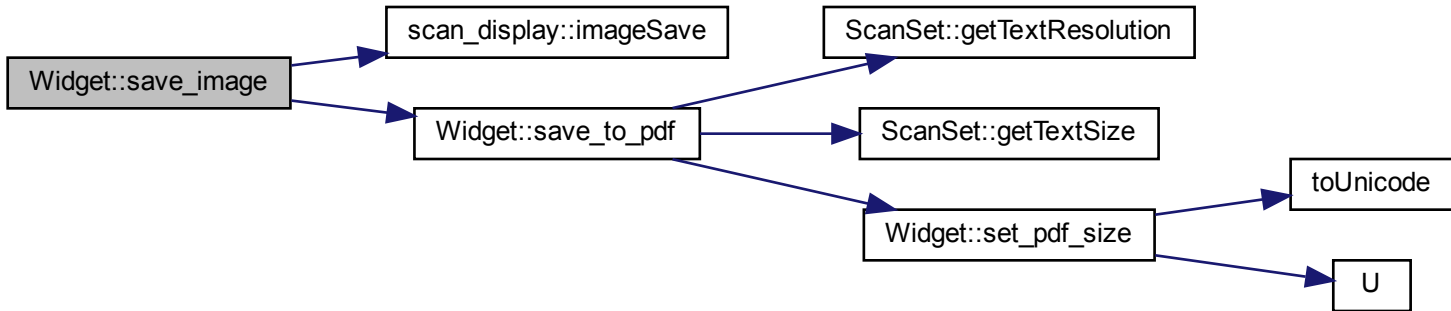 Widget::save_image
scan_display::imageSave
Widget::save_to_pdf
ScanSet::getTextResolution
ScanSet::getTextSize
Widget::set_pdf_size
toUnicode
U